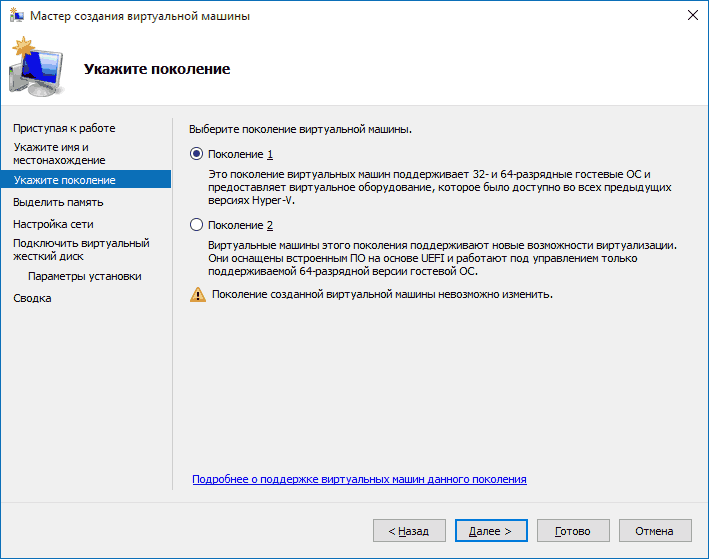 Мастер создания виртуальной машины
Укажите поколение
Приступая к работе
Укажите имя и
местонахождение
Укажите поколение
Выделить память
Настройка сети
Подключить виртуальный
жесткий диск
Параметры установки
Сводка
Выберите поколение виртуальной машины.
Поколение 1
Это поколение виртуальных машин поддерживает 32- и 64-разрядные гостевые ОС и
предоставляет виртуальное оборудование, которое было доступно во всех предыдущих
версиях Hyper-V.
Поколение 2
Виртуальные машины этого поколения поддерживают новые возможности виртуализации.
Они оснащены встроенным ПО на основе UEFI и работают под управлением только
поддерживаемой 64-разрядной версии гостевой ОС.
Поколение созданной виртуальной машины невозможно изменить.
Подробнее о поддержке виртуальных машин данного поколения
< Назад
Далее >
Готово
Отмена